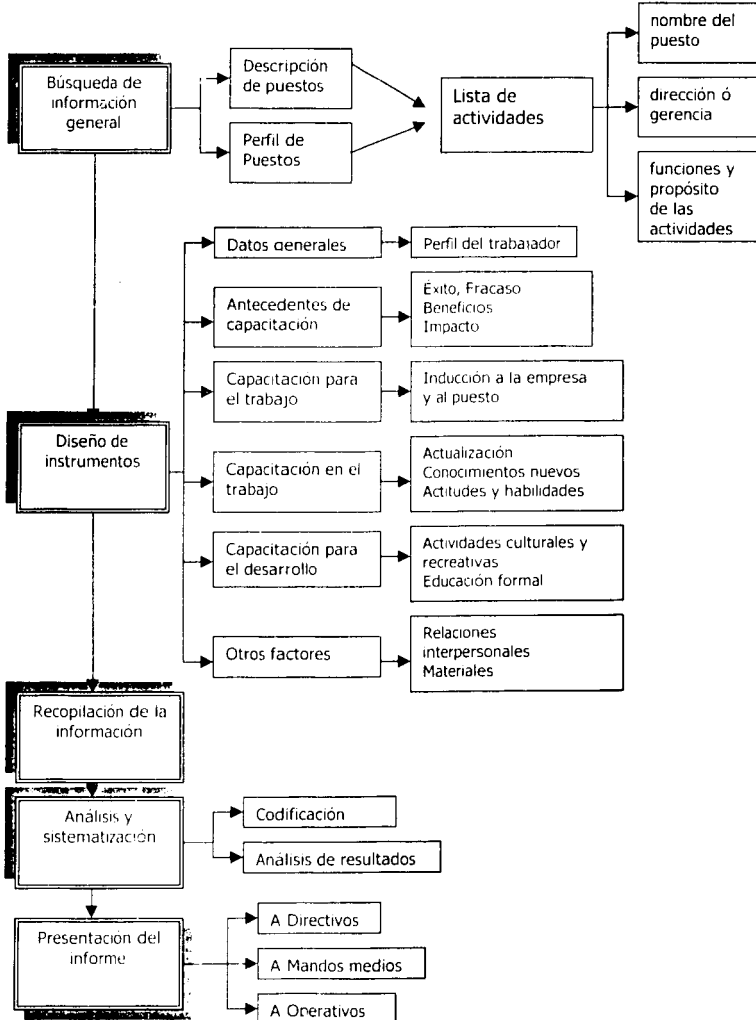 Búsqueda de
información
general
Descripción
de puestos
Perfil de
Puestos
Lista de
actividades
nombre del
puesto
dirección ó
gerencia
funciones y
propósito
de las
actividades
Diseño de
instrumentos
Datos generales
Perfil del trabajador
Antecedentes de
capacitación
Éxito, Fracaso
Beneficios
Impacto
Capacitación para
el trabajo
Inducción a la empresa
y al puesto
Capacitación en el
trabajo
Actualización
Conocimientos nuevos
Actitudes y habilidades
Capacitación para
el desarrollo
Actividades culturales y
recreativas
Educación formal
Otros factores
Relaciones
interpersonales
Materiales
Recopilación de la
información
Análisis y
sistematización
Codificación
Análisis de resultados
Presentación del
informe
A Directivos
A Mandos medios
A Operativos